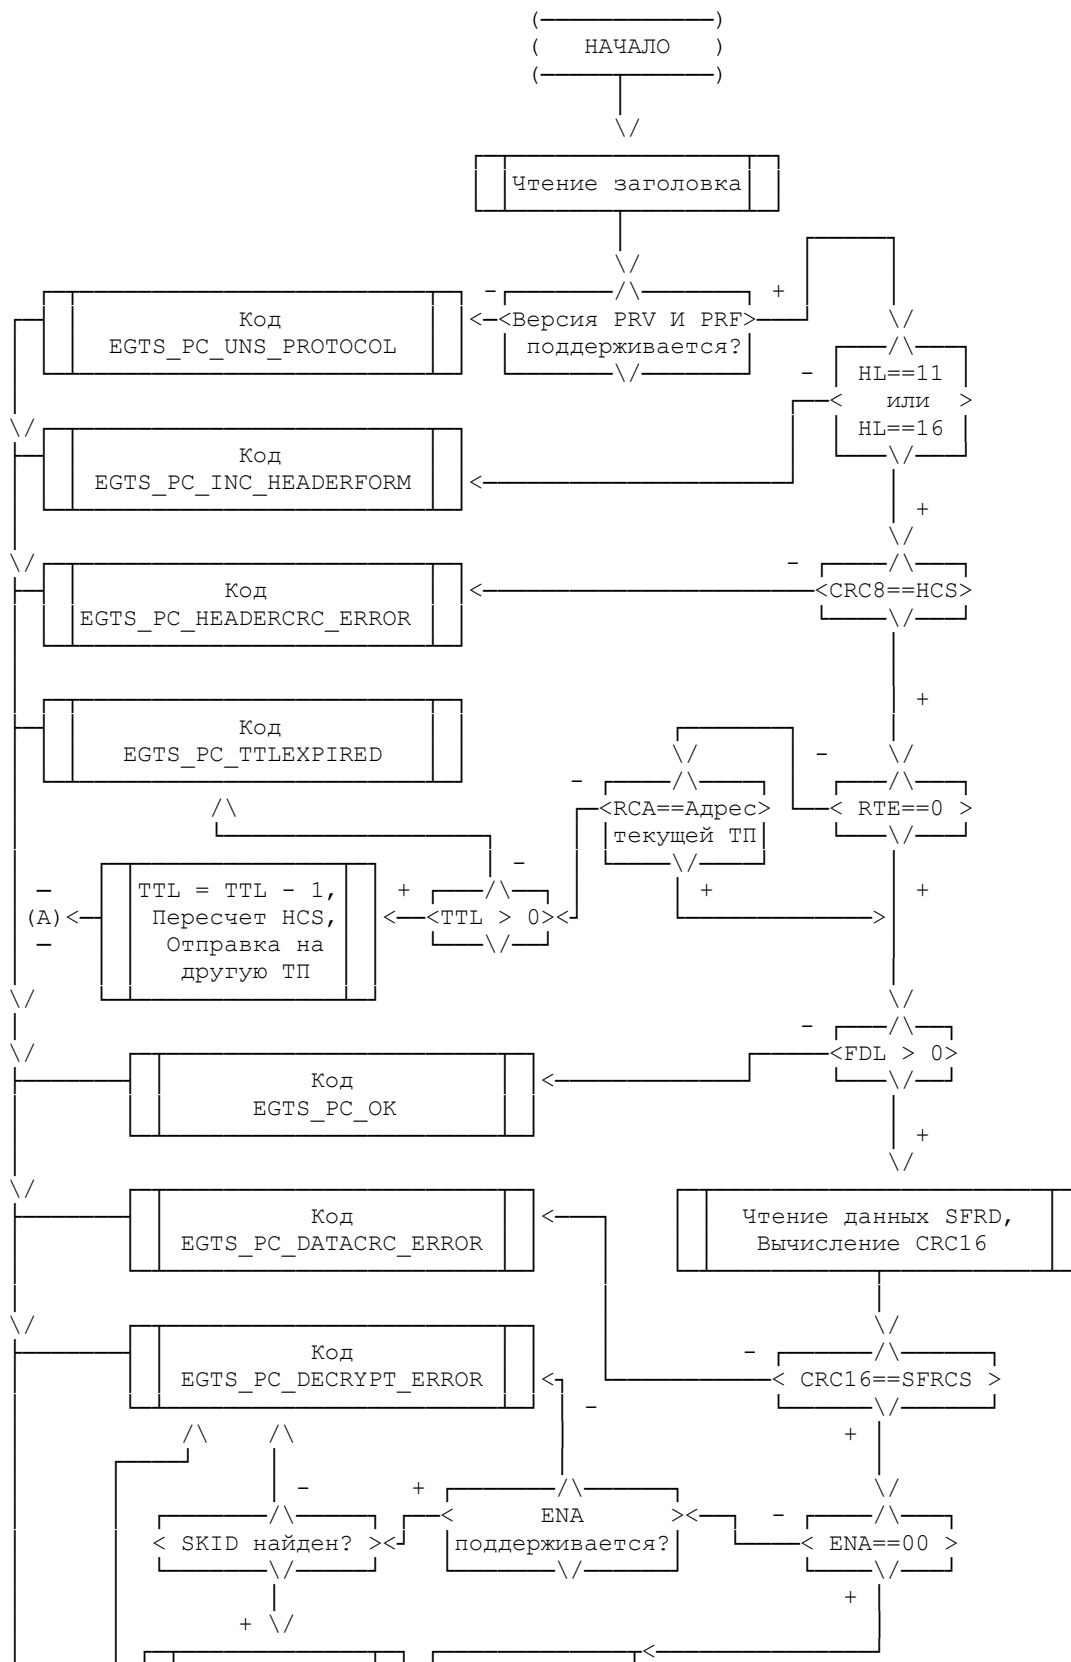 НАЧАЛО
Чтение заголовка
- +
Код
EGTS_PC_UNS_PROTOCOL
Версия PRV И PRF
поддерживается?
- HL==11
или
HL==16
Код
EGTS_PC_INC_HEADERFORM
+
-
Код
EGTS_PC_HEADERCRC_ERROR
CRC8==HCS
+
Код
EGTS_PC_TTLEXPIRED
-
-
RCA==Адрес
текущей ТП
RTE==0
-
+ + +
TTL = TTL - 1,
Пересчет HCS,
Отправка на
другую ТП
(A)
TTL > 0
-
FDL > 0
Код
EGTS_PC_OK
+
Код
EGTS_PC_DATACRC_ERROR
Чтение данных SFRD,
Вычисление CRC16
Код
EGTS_PC_DECRYPT_ERROR
-
CRC16==SFRCS
-
+
- + -
SKID найден?
ENA
поддерживается?
ENA==00
+
+